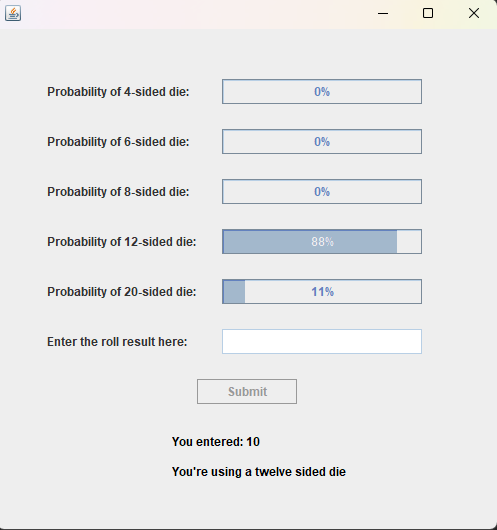 Probability of 4-sided die: 0%
Probability of 6-sided die: 0%
Probability of 8-sided die: 0%
Probability of 12-sided die: 88%
Probability of 20-sided die: 11%
Enter the roll result here:
Submit
You entered: 10
You're using a twelve sided die